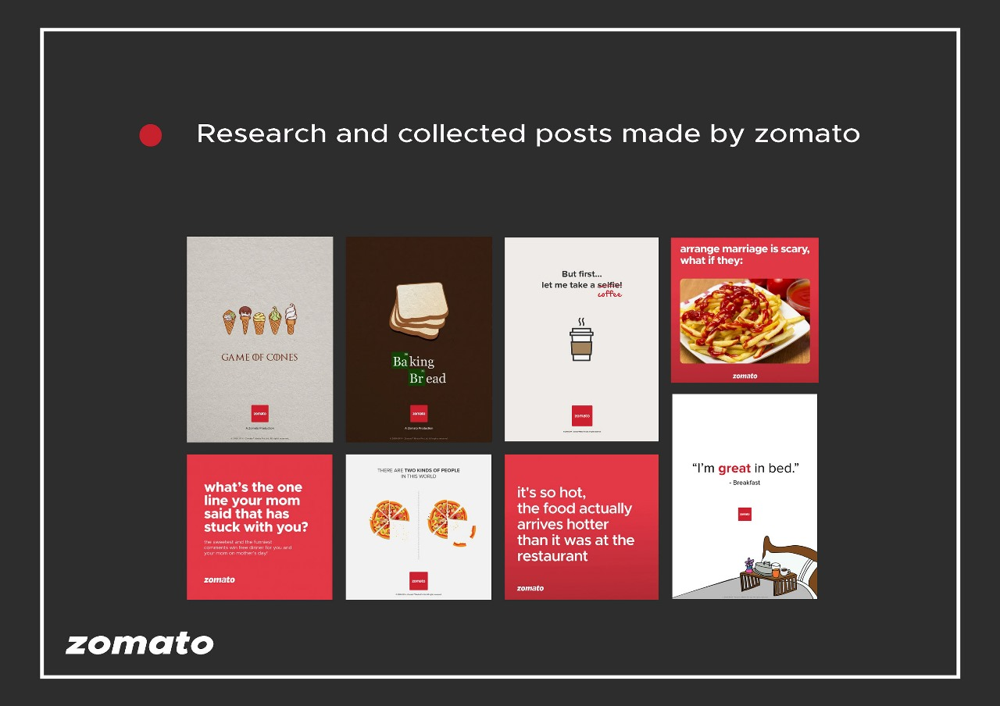 Research and collected posts made by zomato
GAME OF CONES
zomato
A Zomato Production
Baking
Bread
zomato
A Zomato Production
But first...
let me take a selfie!
coffee
zomato
arrange marriage is scary,
what if they:
zomato
what's the one
line your mom
said that has
stuck with you?
the sweetest and the funniest
comments win free dinner for you and
your mom on mother's day!
zomato
THERE ARE TWO KINDS OF PEOPLE
IN THIS WORLD
zomato
it's so hot,
the food actually
arrives hotter
than it was at the
restaurant
zomato
“I'm great in bed.”
- Breakfast
zomato
zomato